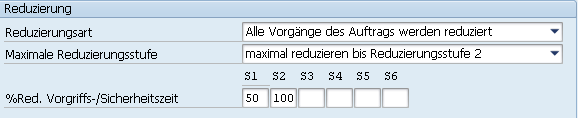 Reduzierung
Reduzierungsart Alle Vorgänge des Auftrags werden reduziert
Maximale Reduzierungsstufe maximal reduzieren bis Reduzierungsstufe 2
S1 S2 S3 S4 S5 S6
%Red. Vorgriffs-/Sicherheitszeit 50 100